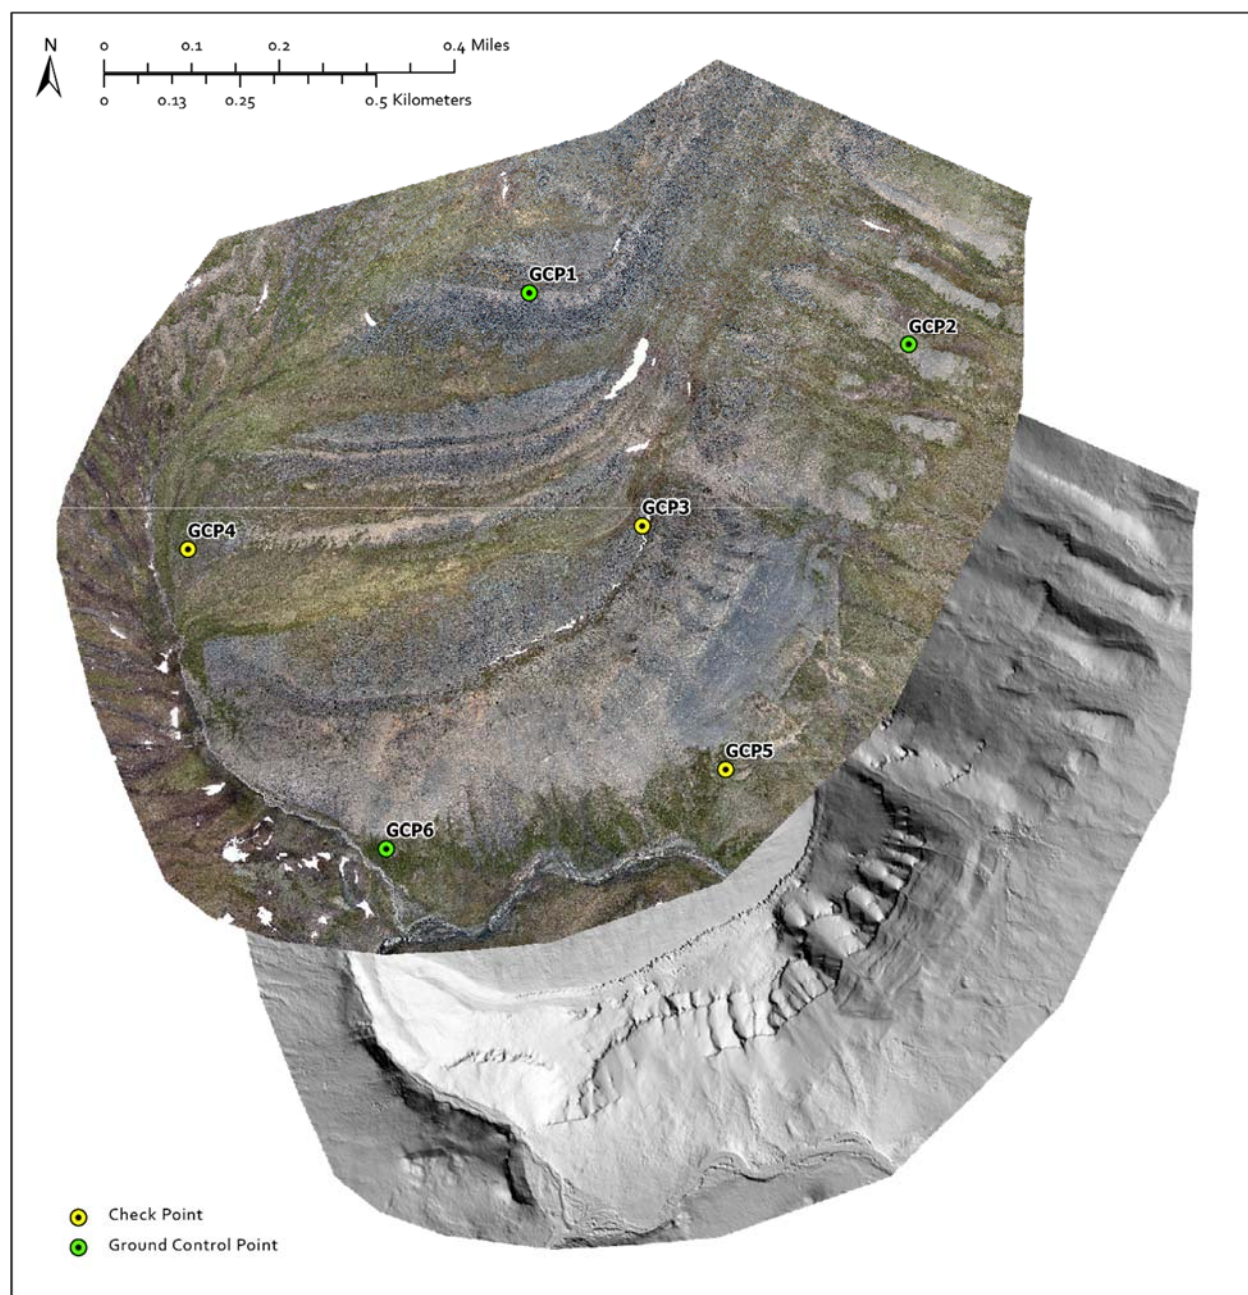 N
0 0.1 0.2 0.4 Miles
0 0.13 0.25 0.5 Kilometers
GCP1
GCP2
GCP3
GCP4
GCP5
GCP6
Check Point
Ground Control Point